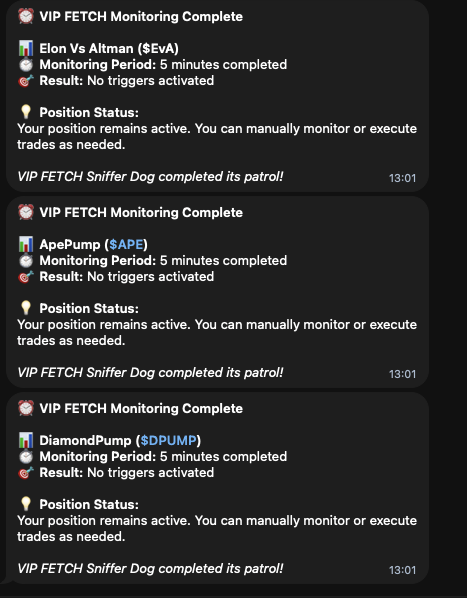 ⏰ VIP FETCH Monitoring Complete
📊 Elon Vs Altman ($EvA)
⏱️ Monitoring Period: 5 minutes completed
🎯 Result: No triggers activated
💡 Position Status:
Your position remains active. You can manually monitor or execute
trades as needed.
VIP FETCH Sniffer Dog completed its patrol!
13:01
⏰ VIP FETCH Monitoring Complete
📊 ApePump ($APE)
⏱️ Monitoring Period: 5 minutes completed
🎯 Result: No triggers activated
💡 Position Status:
Your position remains active. You can manually monitor or execute
trades as needed.
VIP FETCH Sniffer Dog completed its patrol!
13:01
⏰ VIP FETCH Monitoring Complete
📊 DiamondPump ($DPUMP)
⏱️ Monitoring Period: 5 minutes completed
🎯 Result: No triggers activated
💡 Position Status:
Your position remains active. You can manually monitor or execute
trades as needed.
VIP FETCH Sniffer Dog completed its patrol!
13:01